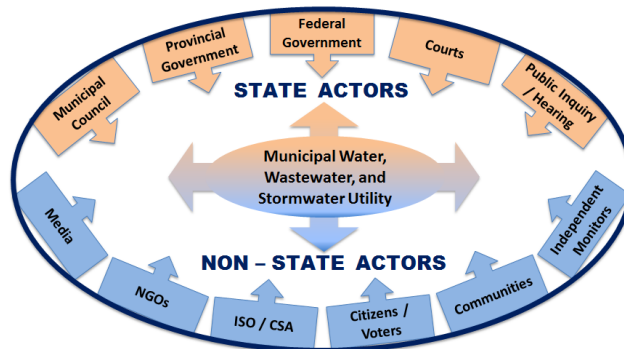 Municipal
Council
Provincial
Government
Federal
Government
Courts
Public Inquiry
/ Hearing
STATE ACTORS
Municipal Water,
Wastewater, and
Stormwater Utility
NON – STATE ACTORS
Media
NGOs
ISO / CSA
Citizens /
Voters
Communities
Independent
Monitors